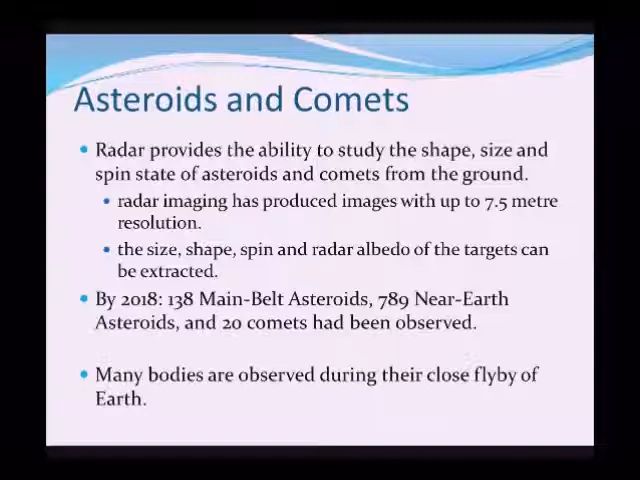 Asteroids and Comets
• Radar provides the ability to study the shape, size and
spin state of asteroids and comets from the ground.
• radar imaging has produced images with up to 7.5 metre
resolution.
• the size, shape, spin and radar albedo of the targets can
be extracted.
• By 2018: 138 Main-Belt Asteroids, 789 Near-Earth
Asteroids, and 20 comets had been observed.
• Many bodies are observed during their close flyby of
Earth.